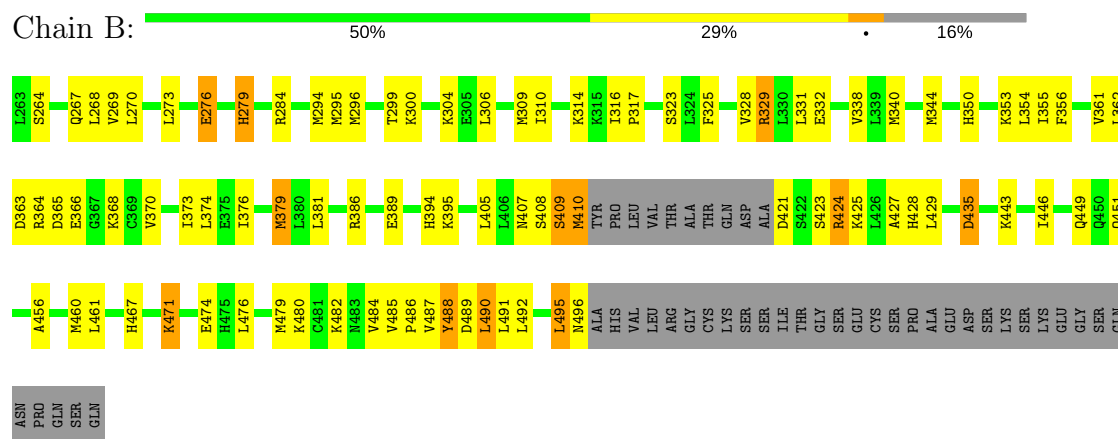 Chain B:
50% 29% • 16%
L263 S264 Q267 L268 V269 L270 L273 E276 H279 R284 M294 M295 M296 T299 K300 K304 E305 L306 M309 I310 K314 K315 I316 P317 S323 L324 F325 V328 R329 L330 L331 E332 V338 L339 M340 M344 H350 K353 L354 I355 F356 V361 L362
D363 R364 D365 E366 G367 K368 C369 V370 I373 L374 E375 I376 M379 L380 L381 R386 E389 H394 K395 L405 L406 N407 S408 S409 M410 TYR PRO LEU VAL THR ALA THR GLN ASP ALA D421 S422 S423 R424 K425 L426 A427 H428 L429 D435 K443 I446 Q449 Q450 Q451
A456 M460 L461 H467 K471 E474 H475 L476 M479 K480 C481 K482 N483 V484 V485 P486 V487 Y488 D489 L490 L491 L492 L495 N496 ALA HIS VAL LEU ARG GLY CYS LYS SER SER ILE THR GLY SER GLU CYS SER PRO ALA GLU ASP SER LYS SER LYS GLU GLY SER GLN
ASN PRO GLN SER GLN